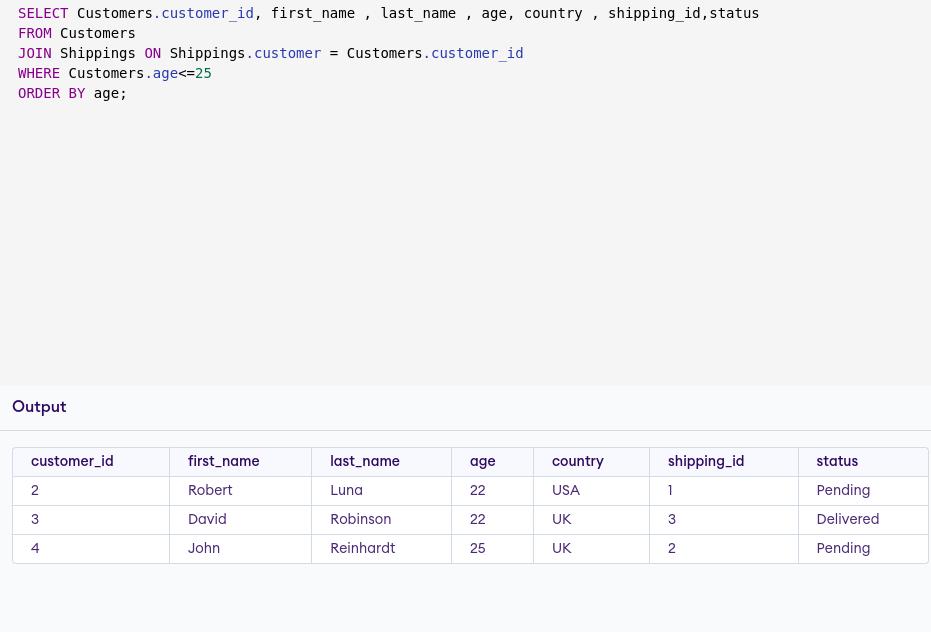 SELECT Customers.customer_id, first_name , last_name , age, country , shipping_id,status
FROM Customers
JOIN Shippings ON Shippings.customer = Customers.customer_id
WHERE Customers.age<=25
ORDER BY age;
Output
customer_id first_name last_name age country shipping_id status
2 Robert Luna 22 USA 1 Pending
3 David Robinson 22 UK 3 Delivered
4 John Reinhardt 25 UK 2 Pending